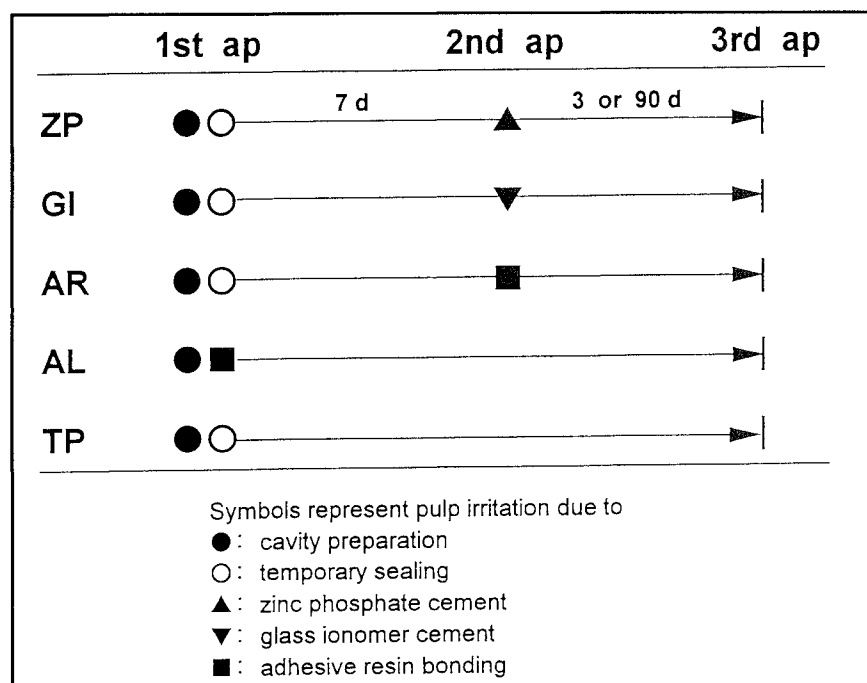 1st ap 2nd ap 3rd ap
ZP 7 d 3 or 90 d
GI
AR
AL
TP
Symbols represent pulp irritation due to
●: cavity preparation
○: temporary sealing
▲: zinc phosphate cement
▼: glass ionomer cement
■: adhesive resin bonding